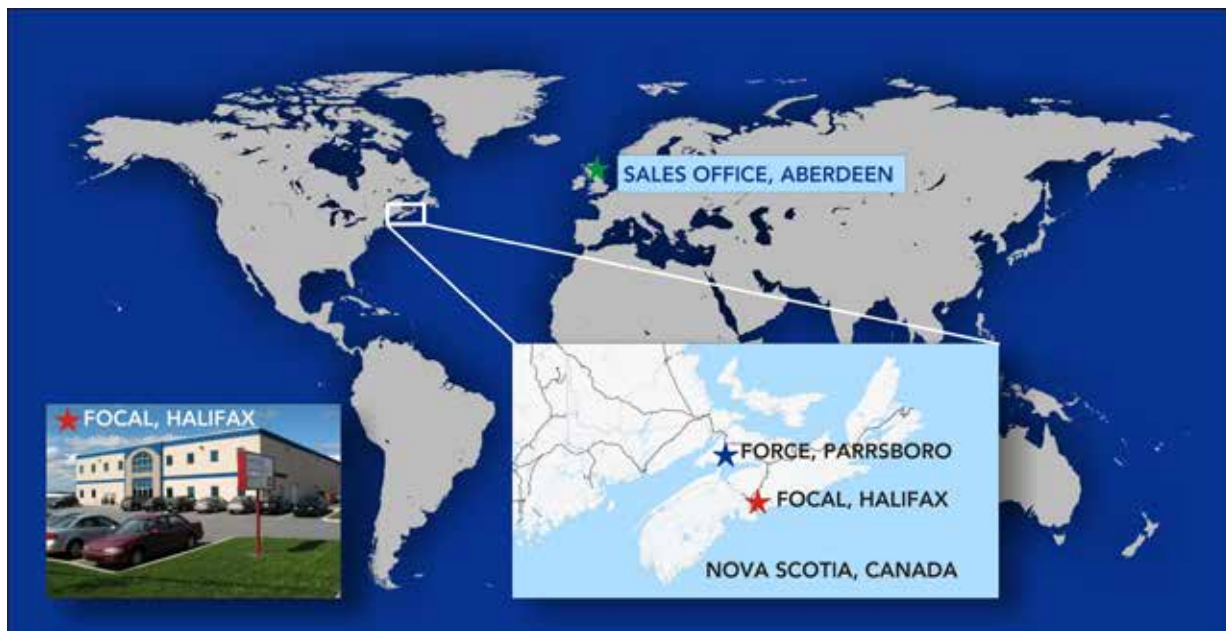 SALES OFFICE, ABERDEEN
FOCAL, HALIFAX
FORCE, PARRSBORO
FOCAL, HALIFAX
NOVA SCOTIA, CANADA